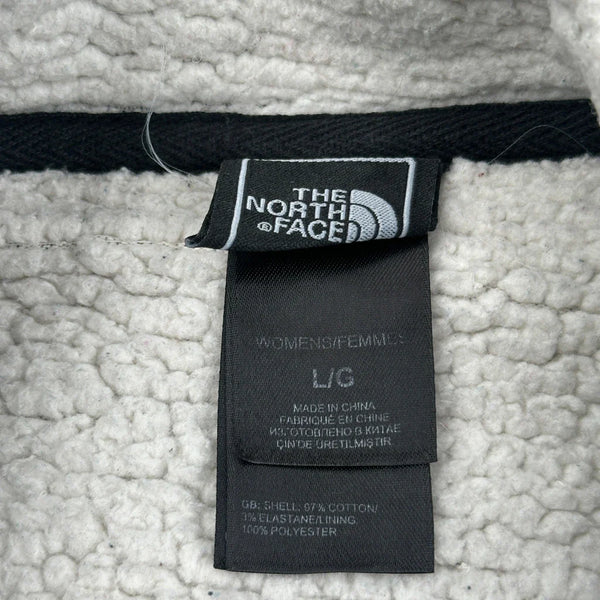 THE
NORTH
®FACE
WOMENS/FEMMES
L/G
MADE IN CHINA
FABRIQUÉ EN CHINE
ИЗГОТОВЛЕНО В КИТАЕ
ÇIN'DE ÜRETILMIŞTIR
GB: SHELL: 97% COTTON/
3% ELASTANE/LINING:
100% POLYESTER